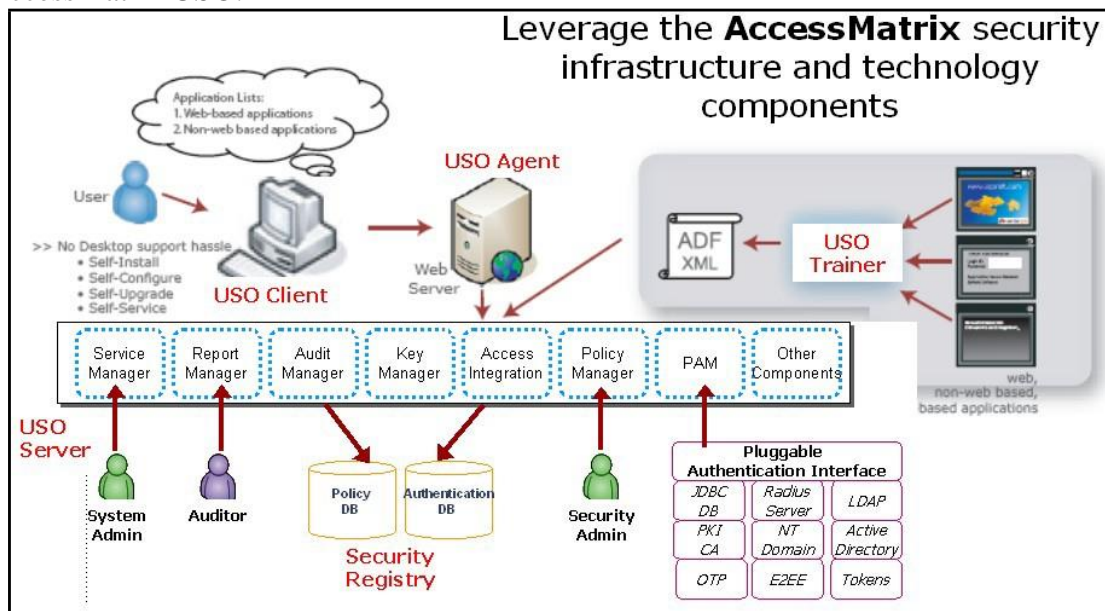 Leverage the AccessMatrix security
infrastructure and technology
components
Application Lists:
1. Web-based applications
2. Non-web based applications
User
>> No Desktop support hassle
• Self-Install
• Self-Configure
• Self-Upgrade
• Self-Service
USO Client
USO Agent
Web
Server
ADF
XML
USO
Trainer
web,
non-web based,
based applications
Service
Manager
Report
Manager
Audit
Manager
Key
Manager
Access
Integration
Policy
Manager
PAM
Other
Components
USO
Server
System
Admin
Auditor
Policy
DB
Authentication
DB
Security
Registry
Security
Admin
Pluggable
Authentication Interface
JDBC
DB
Radius
Server
LDAP
PKI
CA
NT
Domain
Active
Directory
OTP
E2EE
Tokens